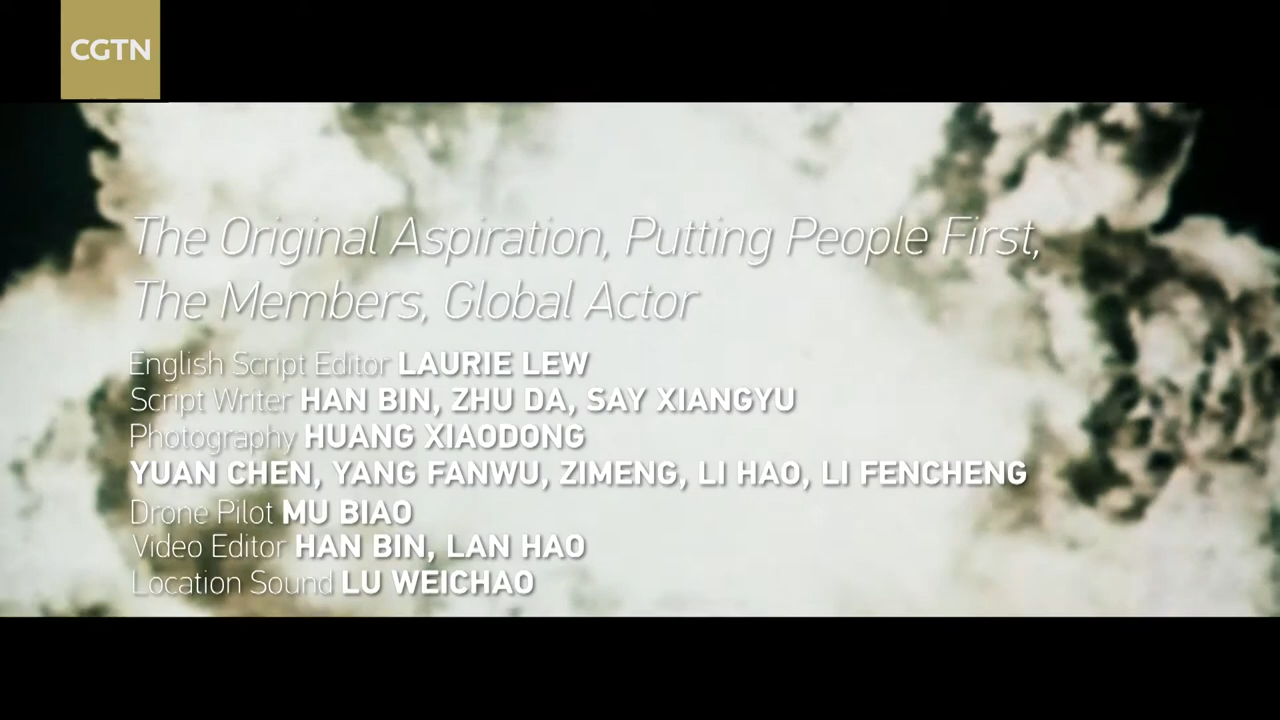 CGTN
The Original Aspiration, Putting People First,
The Members, Global Actor
English Script Editor LAURIE LEW
Script Writer HAN BIN, ZHU DA, SAY XIANGYU
Photography HUANG XIAODONG
YUAN CHEN, YANG FANWU, ZIMENG, LI HAO, LI FENCHENG
Drone Pilot MU BIAO
Video Editor HAN BIN, LAN HAO
Location Sound LU WEICHAO